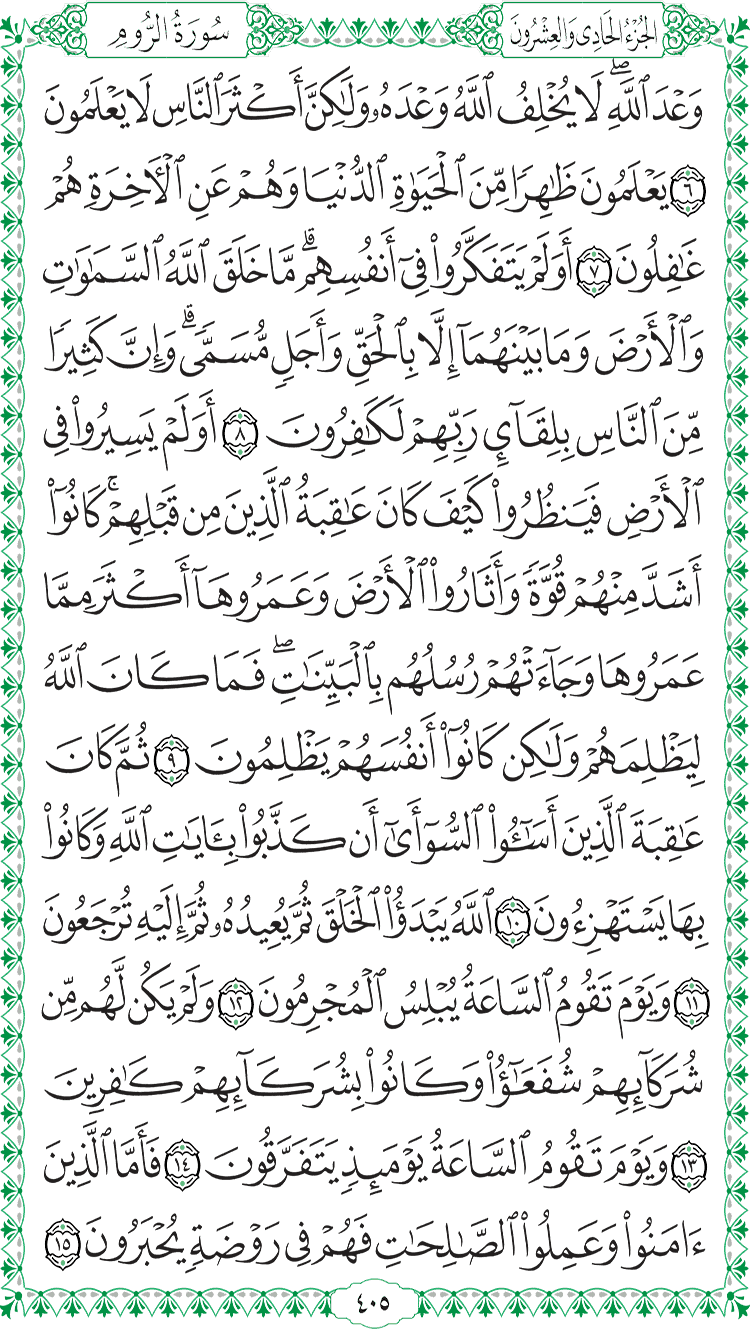 الجُزْءُ الحَادِي وَالعِشْرُونَ
سُورَةُ الرُّومِ
وَعْدَ ٱللَّهِۖ لَا يُخْلِفُ ٱللَّهُ وَعْدَهُۥ وَلَٰكِنَّ أَكْثَرَ ٱلنَّاسِ لَا يَعْلَمُونَ
٦ يَعْلَمُونَ ظَٰهِرًا مِّنَ ٱلْحَيَوٰةِ ٱلدُّنْيَا وَهُمْ عَنِ ٱلْءَاخِرَةِ هُمْ
غَٰفِلُونَ ٧ أَوَلَمْ يَتَفَكَّرُوا۟ فِىٓ أَنفُسِهِمۗ مَّا خَلَقَ ٱللَّهُ ٱلسَّمَٰوَٰتِ
وَٱلْأَرْضَ وَمَا بَيْنَهُمَآ إِلَّا بِٱلْحَقِّ وَأَجَلٍ مُّسَمًّىۗ وَإِنَّ كَثِيرًا
مِّنَ ٱلنَّاسِ بِلِقَآئِ رَبِّهِمْ لَكَٰفِرُونَ ٨ أَوَلَمْ يَسِيرُوا۟ فِى
ٱلْأَرْضِ فَيَنظُرُوا۟ كَيْفَ كَانَ عَٰقِبَةُ ٱلَّذِينَ مِن قَبْلِهِمْۚ كَانُوٓا۟
أَشَدَّ مِنْهُمْ قُوَّةً وَأَثَارُوا۟ ٱلْأَرْضَ وَعَمَرُوهَآ أَكْثَرَ مِمَّا
عَمَرُوهَا وَجَآءَتْهُمْ رُسُلُهُم بِٱلْبَيِّنَٰتِۖ فَمَا كَانَ ٱللَّهُ
لِيَظْلِمَهُمْ وَلَٰكِن كَانُوٓا۟ أَنفُسَهُمْ يَظْلِمُونَ ٩ ثُمَّ كَانَ
عَٰقِبَةَ ٱلَّذِينَ أَسَٰٓـُٔوا۟ ٱلسُّوٓأَىٰٓ أَن كَذَّبُوا۟ بِـَٔايَٰتِ ٱللَّهِ وَكَانُوا۟
بِهَا يَسْتَهْزِءُونَ ١٠ ٱللَّهُ يَبْدَؤُا۟ ٱلْخَلْقَ ثُمَّ يُعِيدُهُۥ ثُمَّ إِلَيْهِ تُرْجَعُونَ
١١ وَيَوْمَ تَقُومُ ٱلسَّاعَةُ يُبْلِسُ ٱلْمُجْرِمُونَ ١٢ وَلَمْ يَكُن لَّهُم مِّن
شُرَكَآئِهِمْ شُفَعَٰٓؤُا۟ وَكَانُوا۟ بِشُرَكَآئِهِمْ كَٰفِرِينَ
١٣ وَيَوْمَ تَقُومُ ٱلسَّاعَةُ يَوْمَئِذٍ يَتَفَرَّقُونَ ١٤ فَأَمَّا ٱلَّذِينَ
ءَامَنُوا۟ وَعَمِلُوا۟ ٱلصَّٰلِحَٰتِ فَهُمْ فِى رَوْضَةٍ يُحْبَرُونَ ١٥
٤٠٥